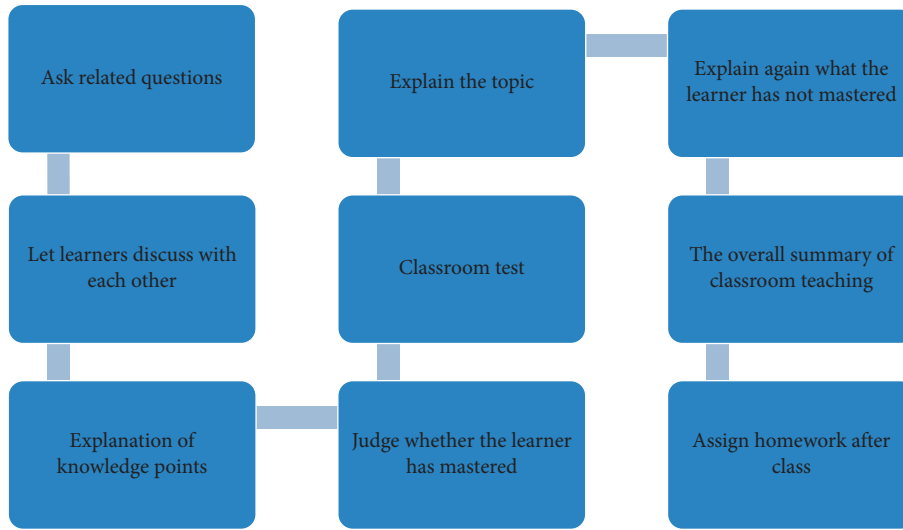 Ask related questions
Let learners discuss with
each other
Explanation of
knowledge points
Judge whether the learner
has mastered
Classroom test
Explain the topic
Explain again what the
learner has not mastered
The overall summary of
classroom teaching
Assign homework after
class